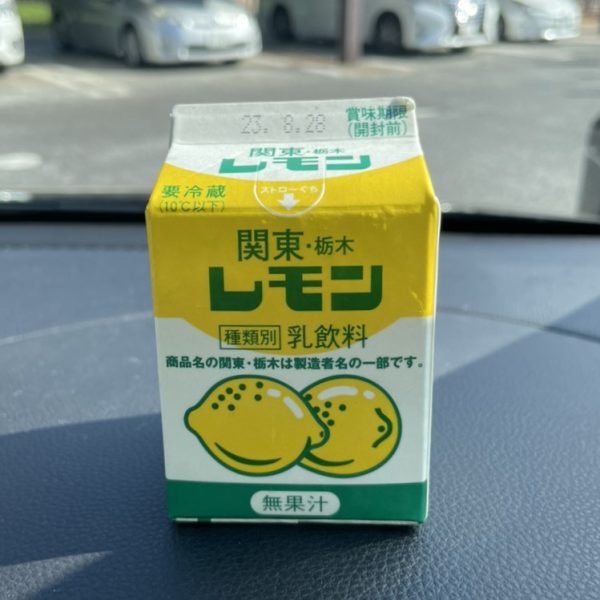 23. 8.28
賞味期限
(開封前)
関東・栃木
レモン
ストローぐち
要冷蔵
(10℃以下)
関東・栃木
レモン
種類別 乳飲料
商品名の関東・栃木は製造者名の一部です。
無果汁